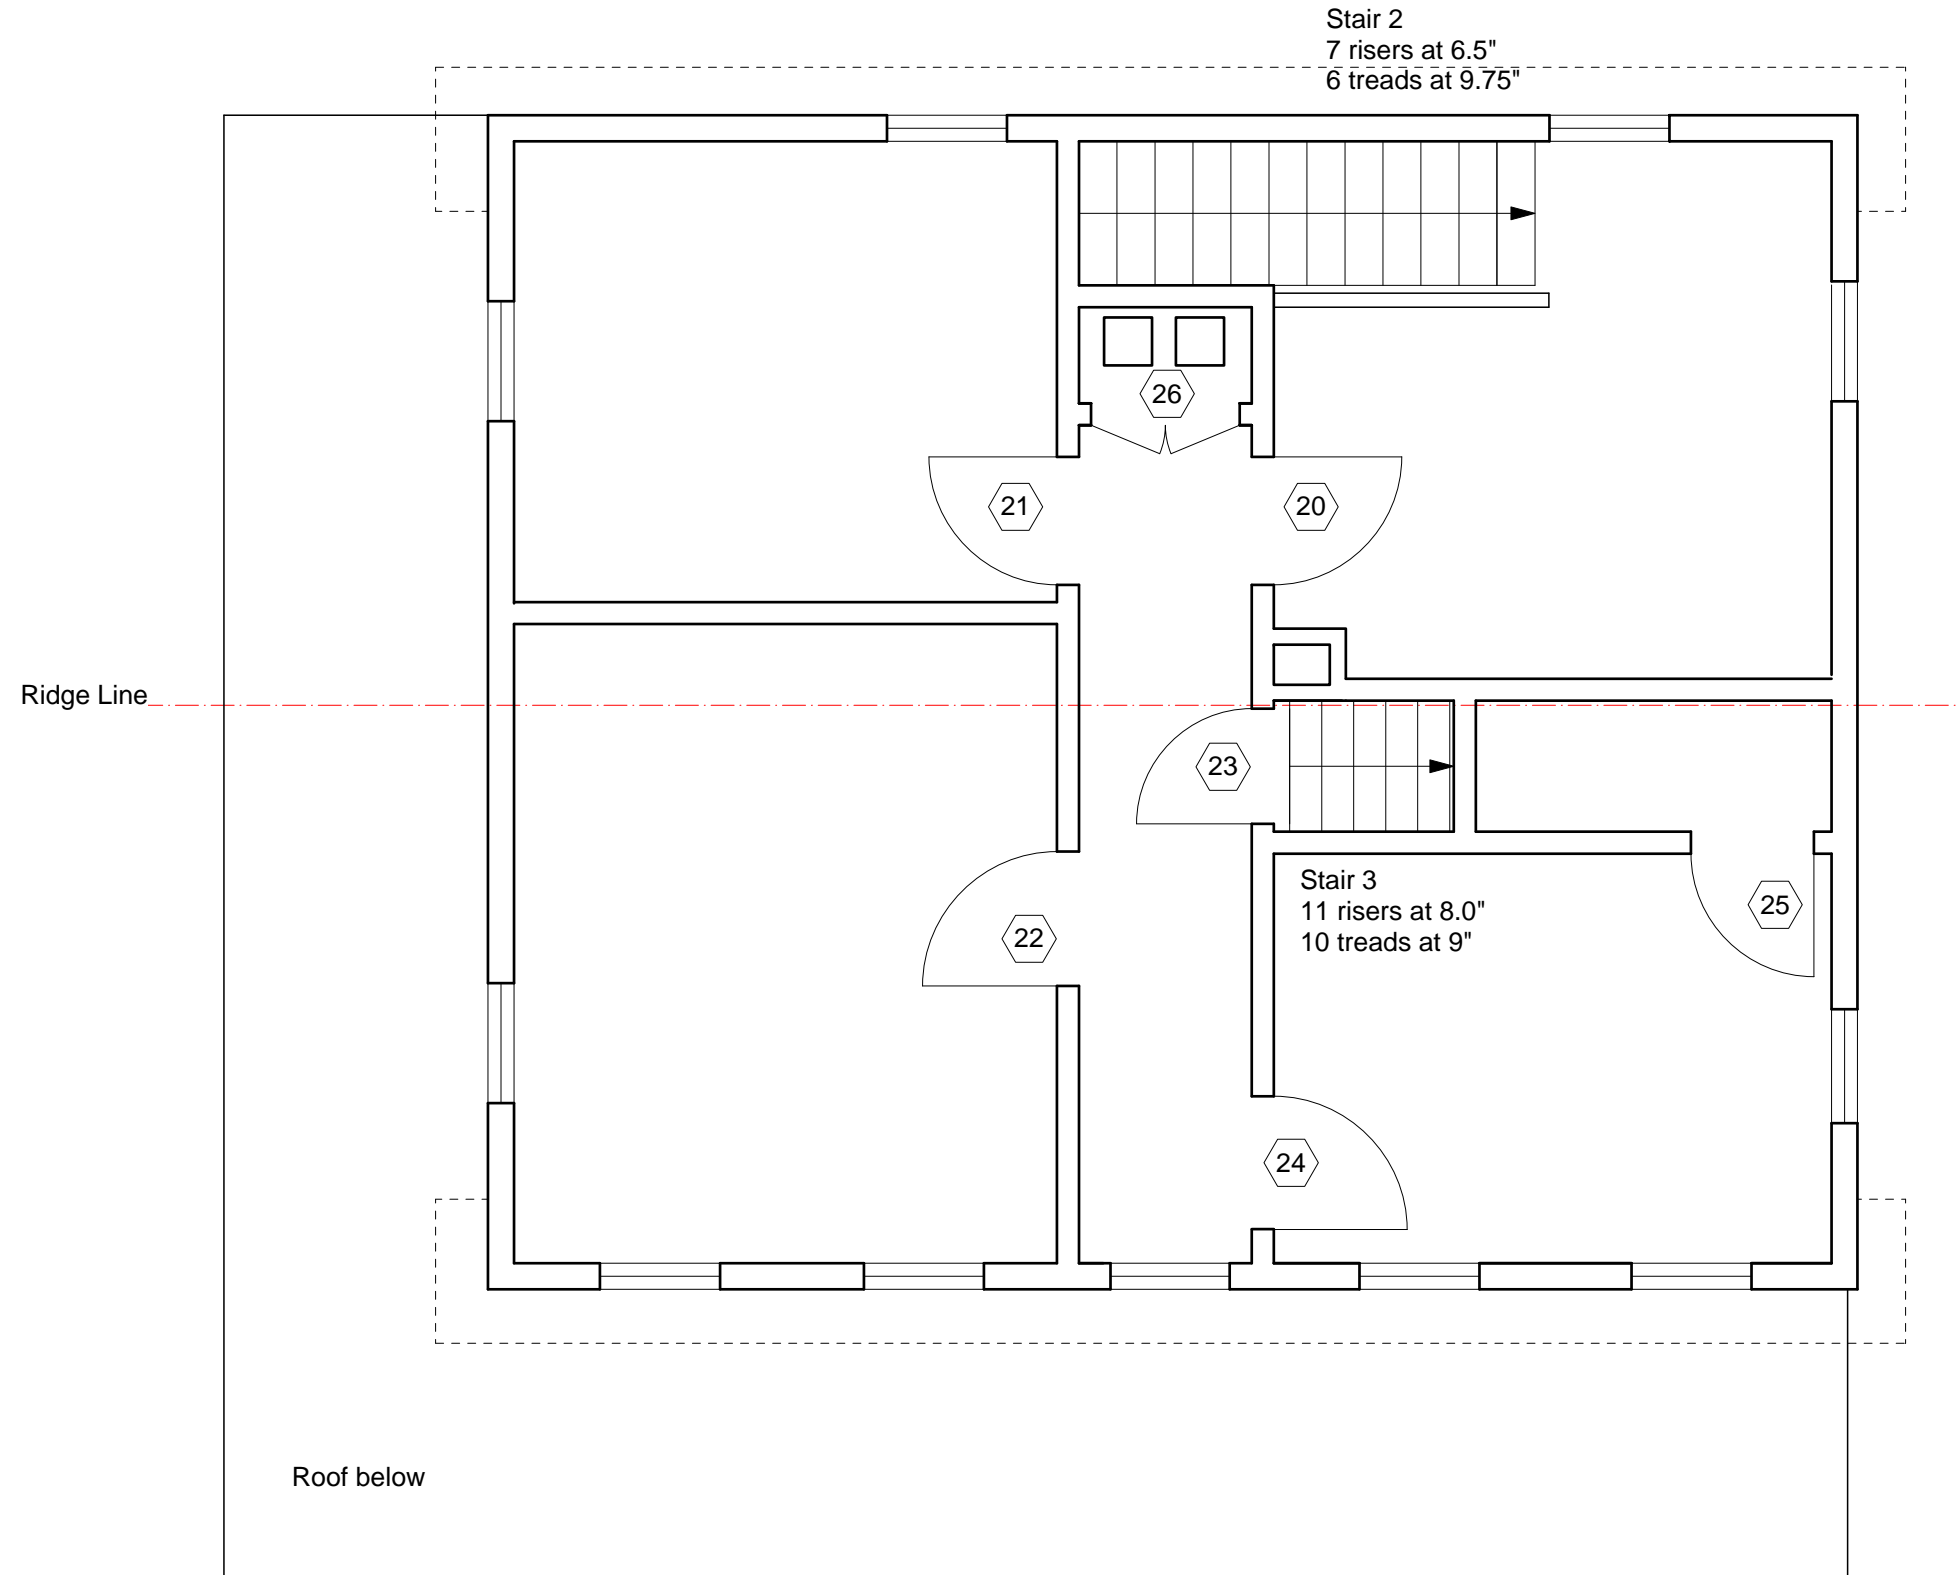 Stair 2
7 risers at 6.5"
6 treads at 9.75"
26
21
20
Ridge Line
23
Stair 3
11 risers at 8.0"
10 treads at 9"
25
22
24
Roof below